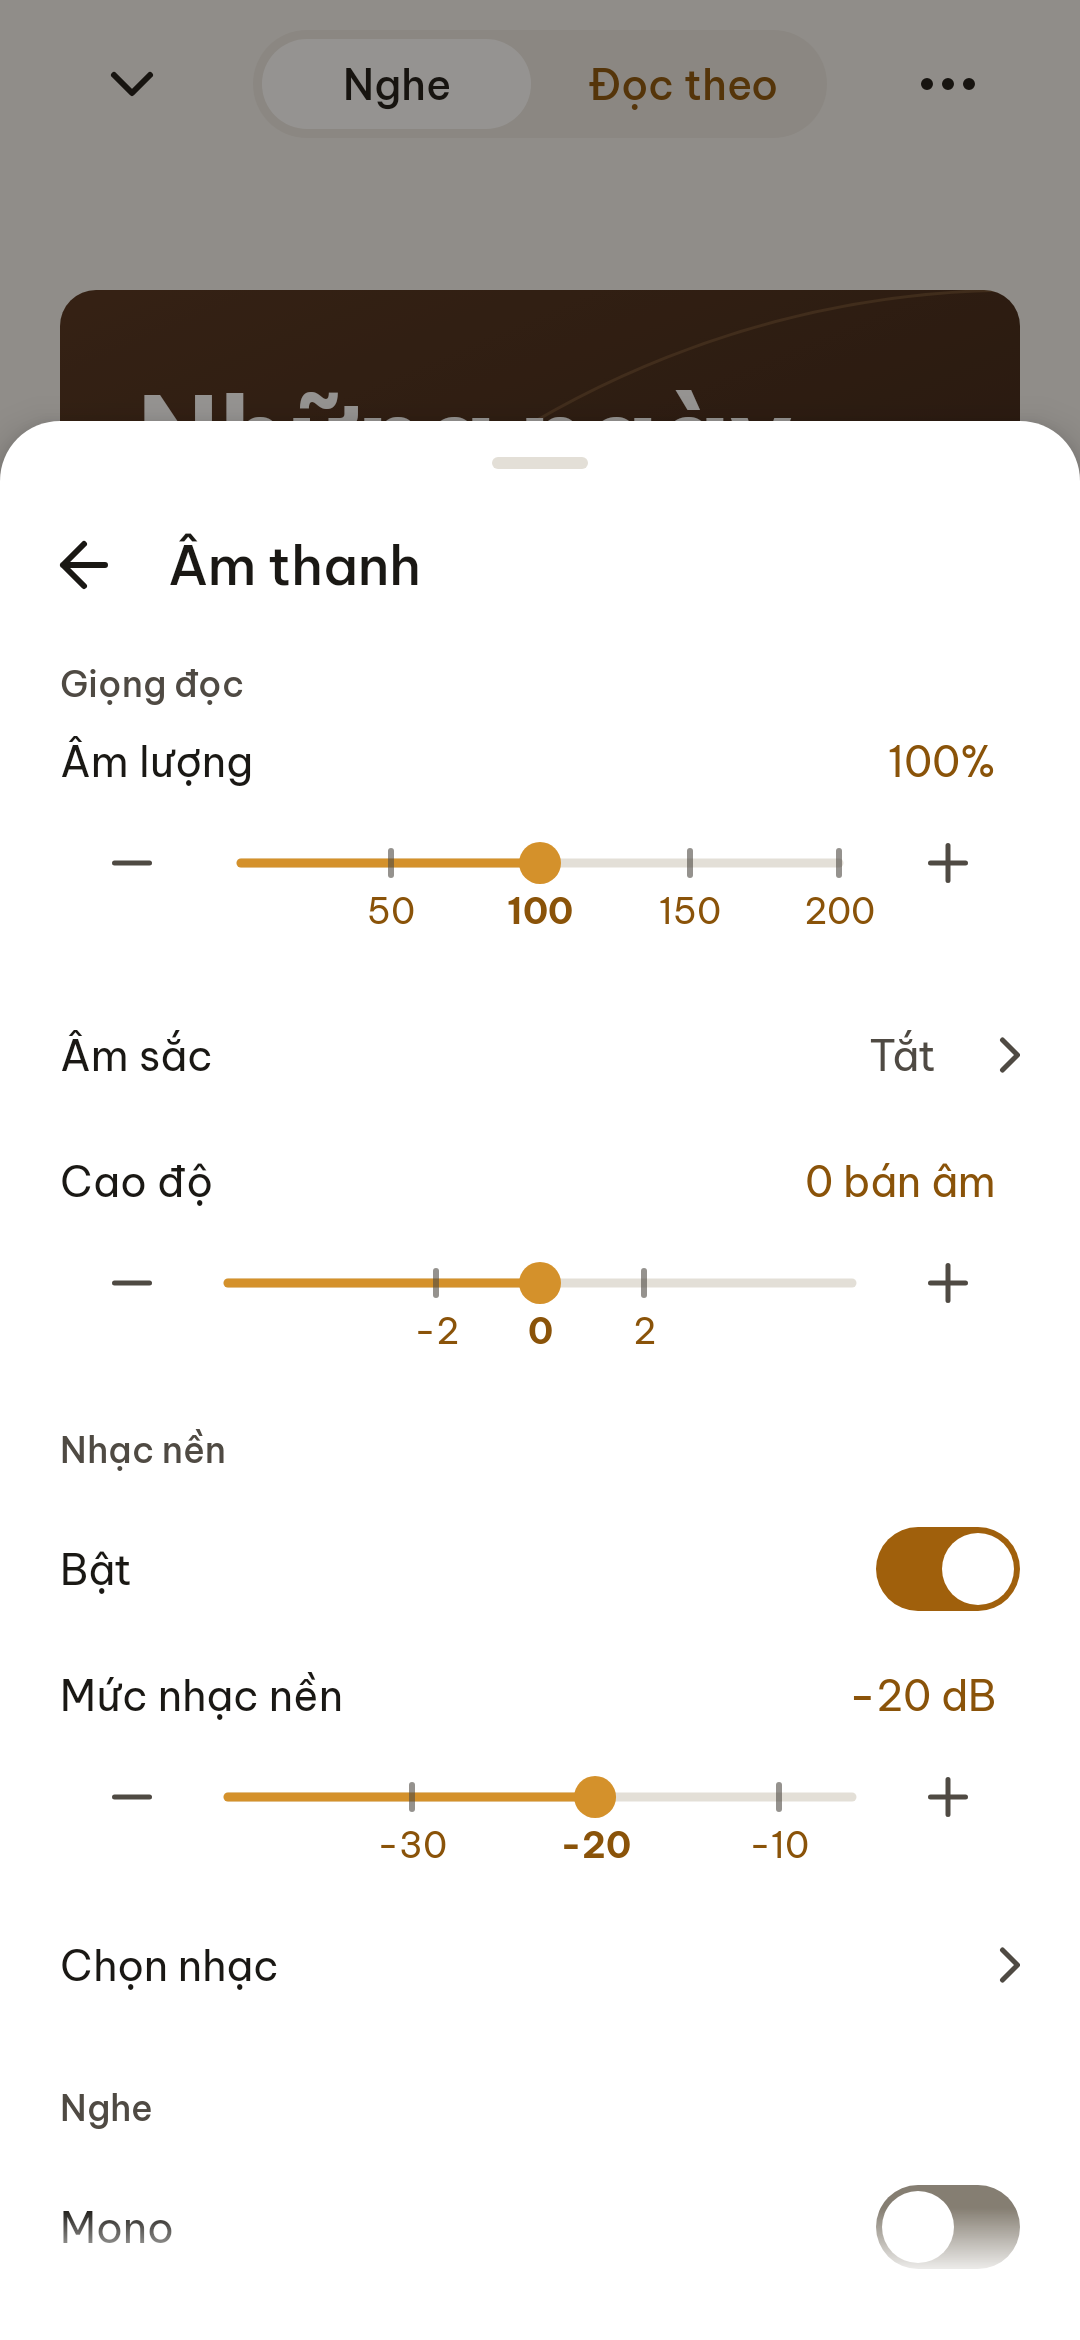 Nghe Đọc theo
Những ngày
Âm thanh
Giọng đọc
Âm lượng 100%
50 100 150 200
Âm sắc Tắt
Cao độ 0 bán âm
-2 0 2
Nhạc nền
Bật
Mức nhạc nền -20 dB
-30 -20 -10
Chọn nhạc
Nghe
Mono